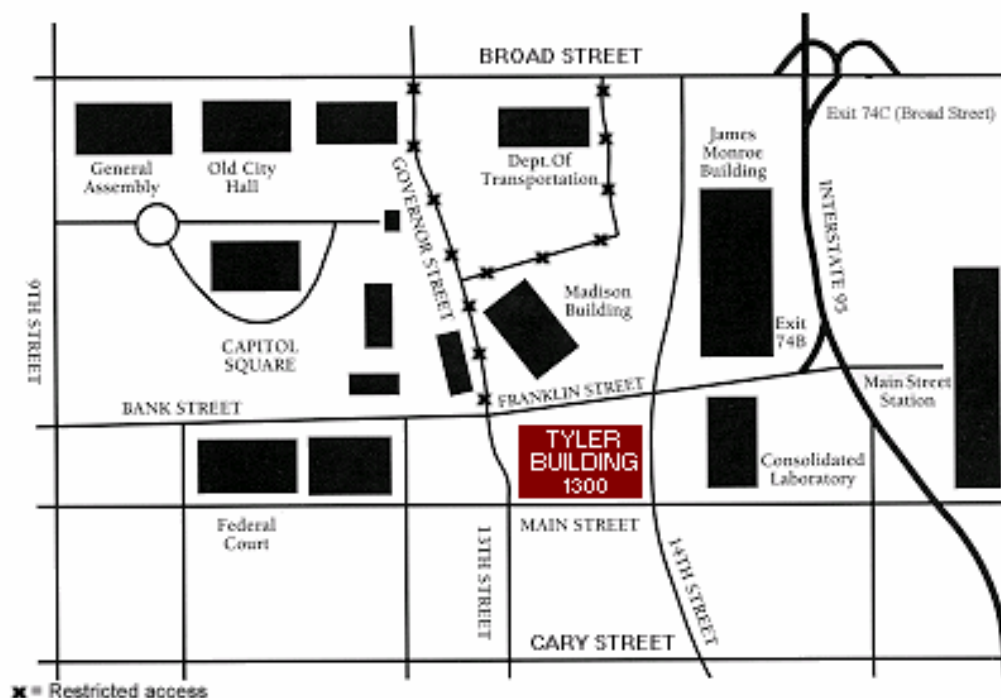 BROAD STREET
Exit 74C (Broad Street)
General
Assembly
Old City
Hall
Dept. Of
Transportation
James
Monroe
Building
GOVERNOR STREET
INTERSTATE 95
9TH STREET
CAPITOL
SQUARE
Madison
Building
Exit
74B
Main Street
Station
BANK STREET
FRANKLIN STREET
TYLER
BUILDING
1300
Consolidated
Laboratory
Federal
Court
MAIN STREET
13TH STREET
14TH STREET
CARY STREET
x = Restricted access